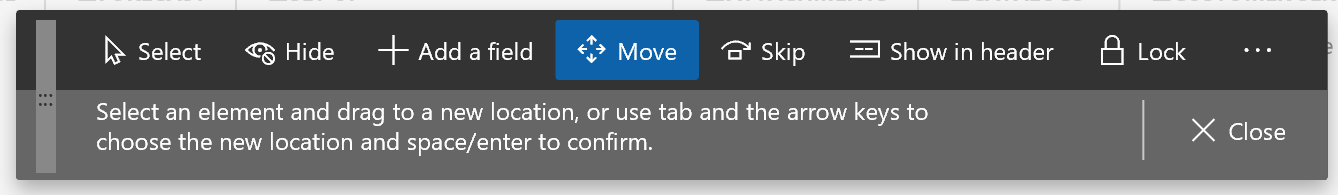 Select Hide Add a field Move Skip Show in header Lock ...
Select an element and drag to a new location, or use tab and the arrow keys to
choose the new location and space/enter to confirm.
Close